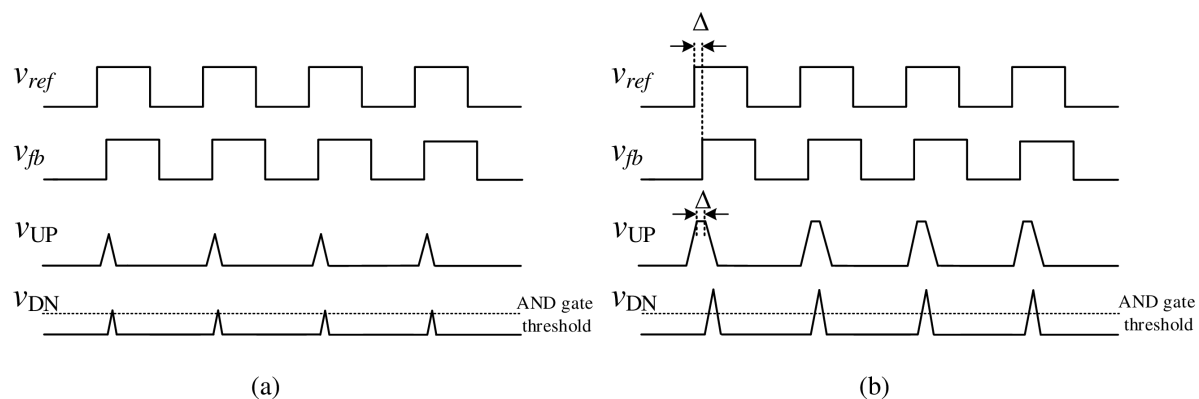 Δ
v_ref
v_ref
v_fb
v_fb
Δ
v_UP
v_UP
v_DN
AND gate
threshold
v_DN
AND gate
threshold
(a)
(b)